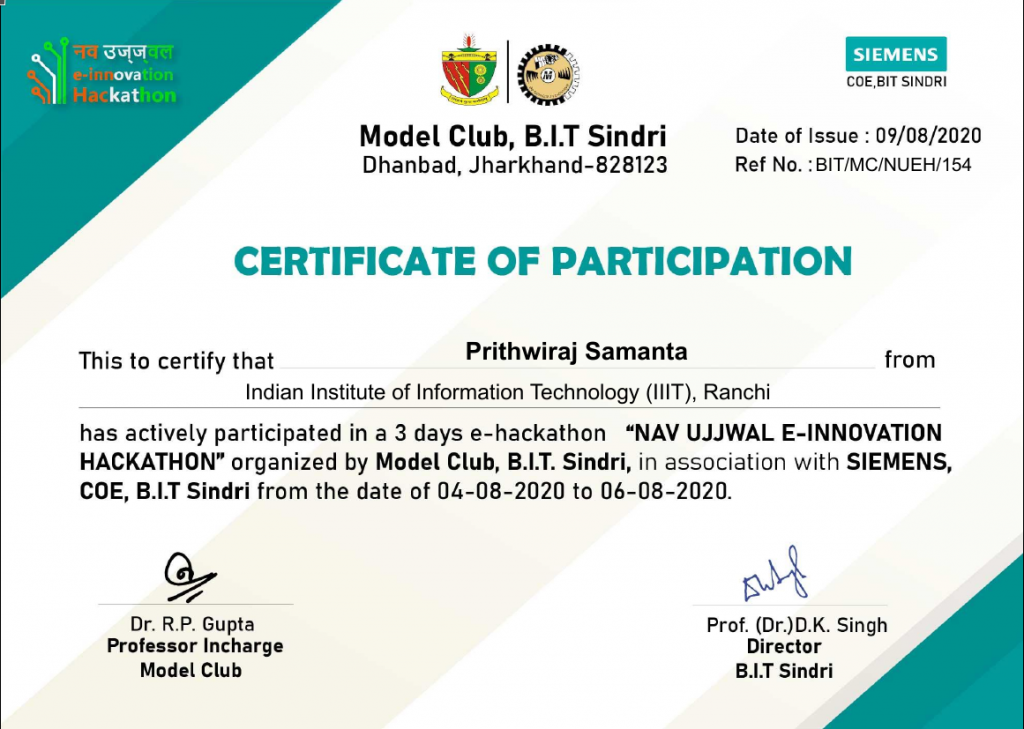 नव उज्ज्वल
e-innovation
Hackathon
SIEMENS
COE,BIT SINDRI
Model Club, B.I.T Sindri
Dhanbad, Jharkhand-828123
Date of Issue : 09/08/2020
Ref No. : BIT/MC/NUEH/154
CERTIFICATE OF PARTICIPATION
This to certify that Prithwiraj Samanta from
Indian Institute of Information Technology (IIIT), Ranchi
has actively participated in a 3 days e-hackathon “NAV UJJWAL E-INNOVATION
HACKATHON” organized by Model Club, B.I.T. Sindri, in association with SIEMENS,
COE, B.I.T Sindri from the date of 04-08-2020 to 06-08-2020.
Dr. R.P. Gupta
Professor Incharge
Model Club
Prof. (Dr.)D.K. Singh
Director
B.I.T Sindri